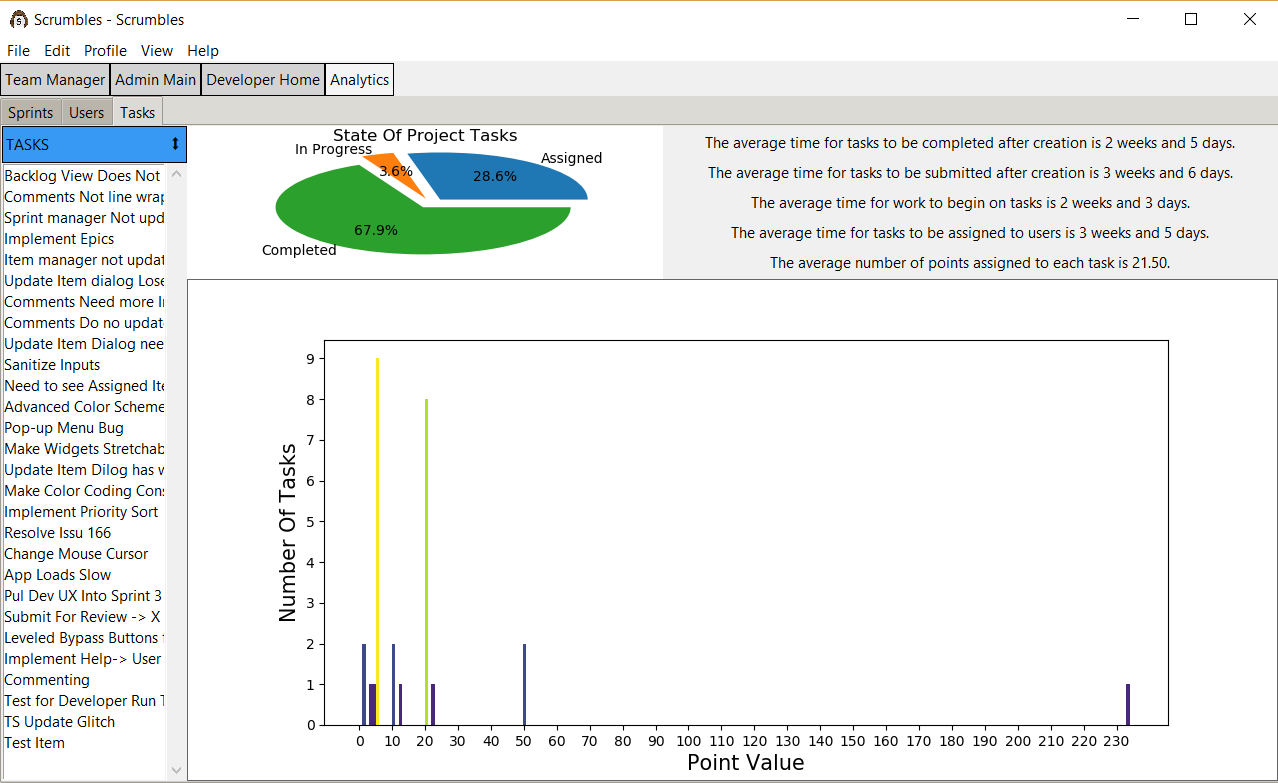 Scrumbles - Scrumbles
File Edit Profile View Help
Team Manager Admin Main Developer Home Analytics
Sprints Users Tasks
TASKS
Backlog View Does Not
Comments Not line wrap
Sprint manager Not upd
Implement Epics
Item manager not updat
Update Item dialog Lose
Comments Need more I
Comments Do no updat
Update Item Dialog nee
Sanitize Inputs
Need to see Assigned Ite
Advanced Color Scheme
Pop-up Menu Bug
Make Widgets Stretchab
Update Item Dilog has w
Make Color Coding Cons
Implement Priority Sort
Resolve Issu 166
Change Mouse Cursor
App Loads Slow
Pul Dev UX Into Sprint 3
Submit For Review -> X
Leveled Bypass Buttons
Implement Help-> User
Commenting
Test for Developer Run T
TS Update Glitch
Test Item
State Of Project Tasks
In Progress
Assigned
3.6%
28.6%
67.9%
Completed
The average time for tasks to be completed after creation is 2 weeks and 5 days.
The average time for tasks to be submitted after creation is 3 weeks and 6 days.
The average time for work to begin on tasks is 2 weeks and 3 days.
The average time for tasks to be assigned to users is 3 weeks and 5 days.
The average number of points assigned to each task is 21.50.
Number Of Tasks
9
8
7
6
5
4
3
2
1
0
0 10 20 30 40 50 60 70 80 90 100 110 120 130 140 150 160 170 180 190 200 210 220 230
Point Value